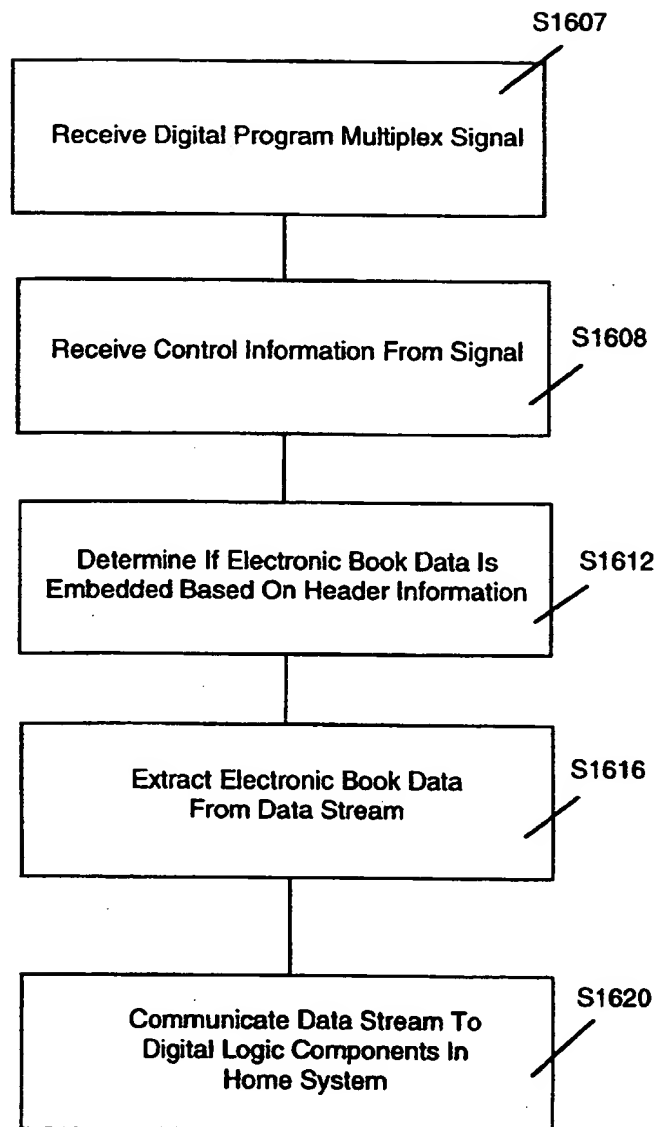 S1607
Receive Digital Program Multiplex Signal
Receive Control Information From Signal
S1608
Determine If Electronic Book Data Is
Embedded Based On Header Information
S1612
Extract Electronic Book Data
From Data Stream
S1616
Communicate Data Stream To
Digital Logic Components In
Home System
S1620